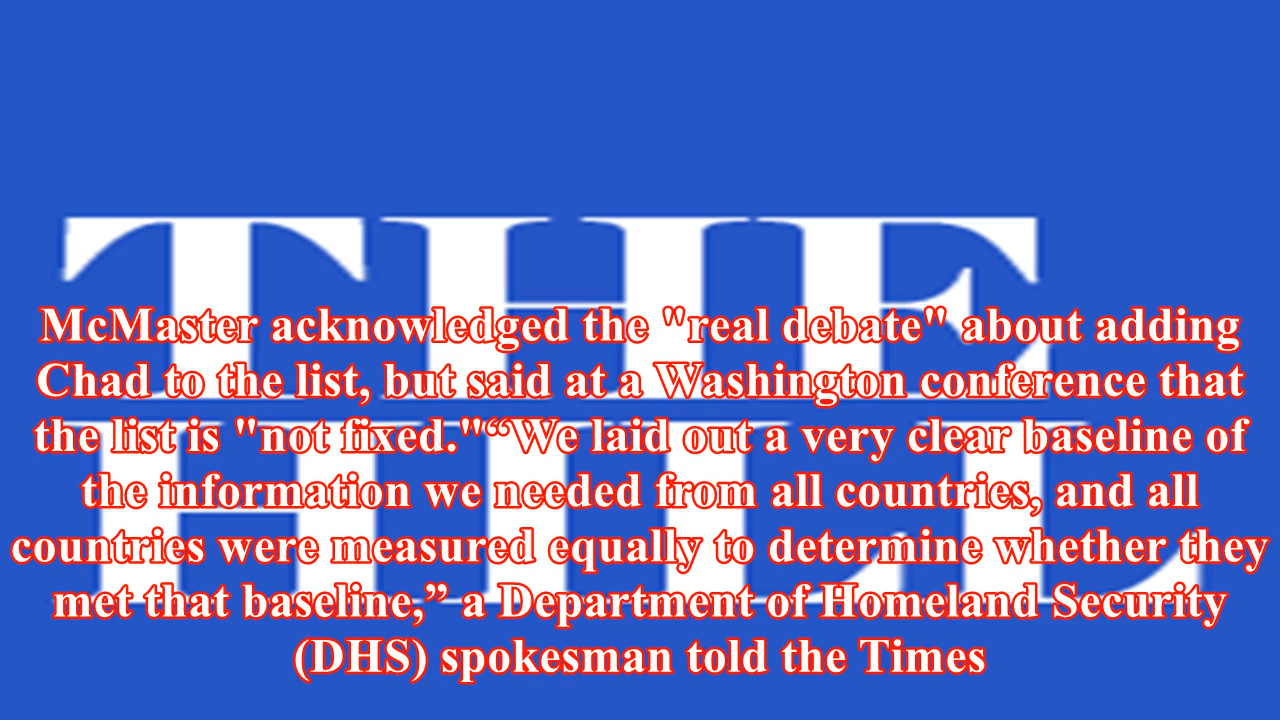 THE
HILL
McMaster acknowledged the "real debate" about adding
Chad to the list, but said at a Washington conference that
the list is "not fixed."“We laid out a very clear baseline of
the information we needed from all countries, and all
countries were measured equally to determine whether they
met that baseline,” a Department of Homeland Security
(DHS) spokesman told the Times